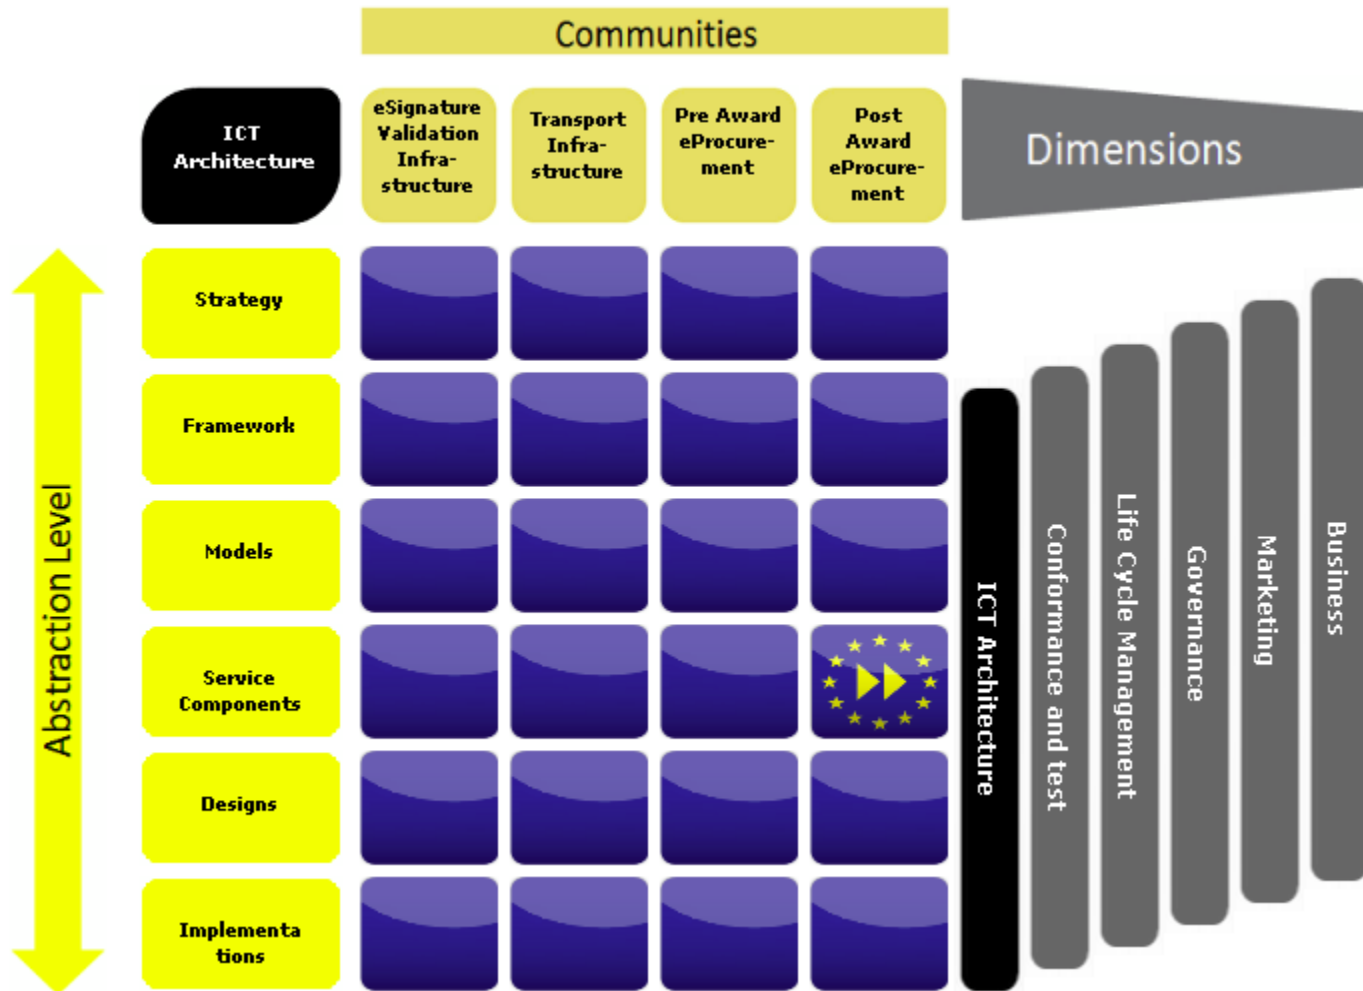 Communities
ICT
Architecture
eSignature
Validation
Infra-
structure
Transport
Infra-
structure
Pre Award
eProcure-
ment
Post
Award
eProcure-
ment
Dimensions
Abstraction Level
Strategy
Framework
Models
Service
Components
Designs
Implementa
tions
ICT Architecture
Conformance and test
Life Cycle Management
Governance
Marketing
Business